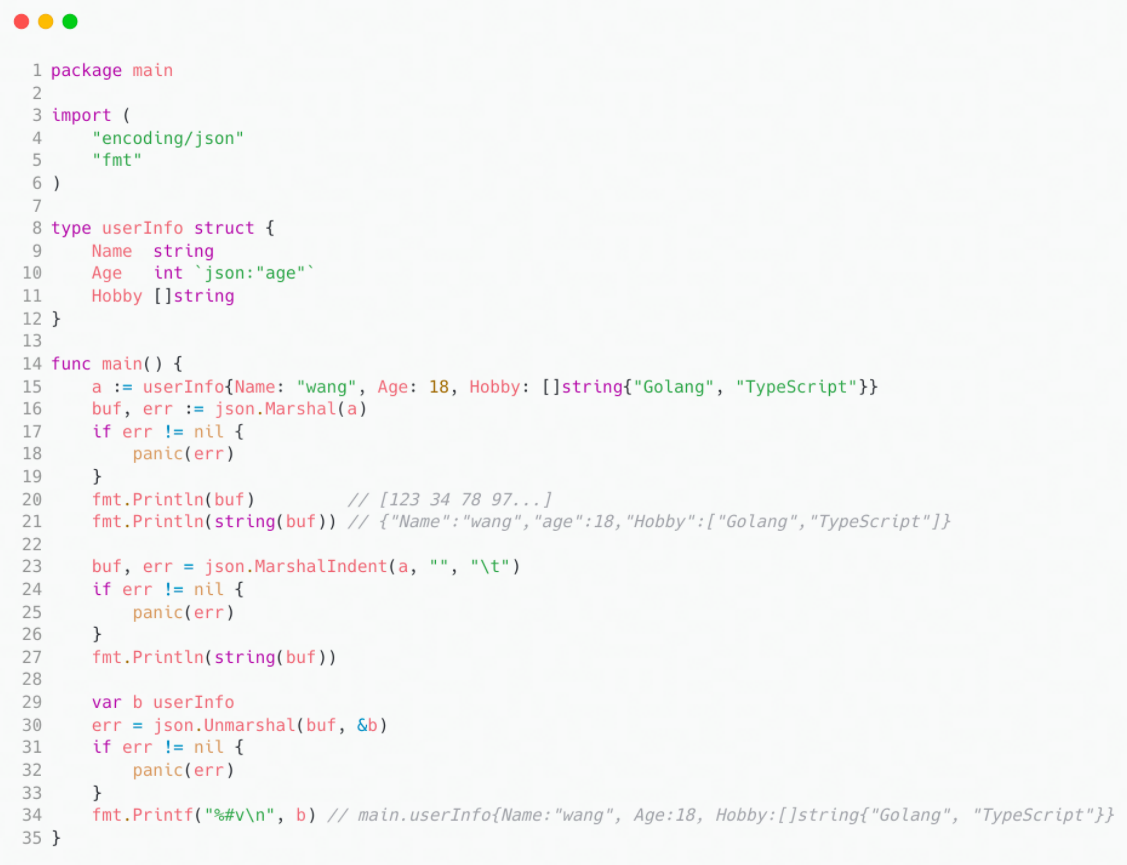 1 package main
2
3 import (
4     "encoding/json"
5     "fmt"
6 )
7
8 type userInfo struct {
9     Name  string
10     Age   int `json:"age"`
11     Hobby []string
12 }
13
14 func main() {
15     a := userInfo{Name: "wang", Age: 18, Hobby: []string{"Golang", "TypeScript"}}
16     buf, err := json.Marshal(a)
17     if err != nil {
18         panic(err)
19     }
20     fmt.Println(buf)         // [123 34 78 97...]
21     fmt.Println(string(buf)) // {"Name":"wang","age":18,"Hobby":["Golang","TypeScript"]}
22
23     buf, err = json.MarshalIndent(a, "", "\t")
24     if err != nil {
25         panic(err)
26     }
27     fmt.Println(string(buf))
28
29     var b userInfo
30     err = json.Unmarshal(buf, &b)
31     if err != nil {
32         panic(err)
33     }
34     fmt.Printf("%#v\n", b) // main.userInfo{Name:"wang", Age:18, Hobby:[]string{"Golang", "TypeScript"}}
35 }